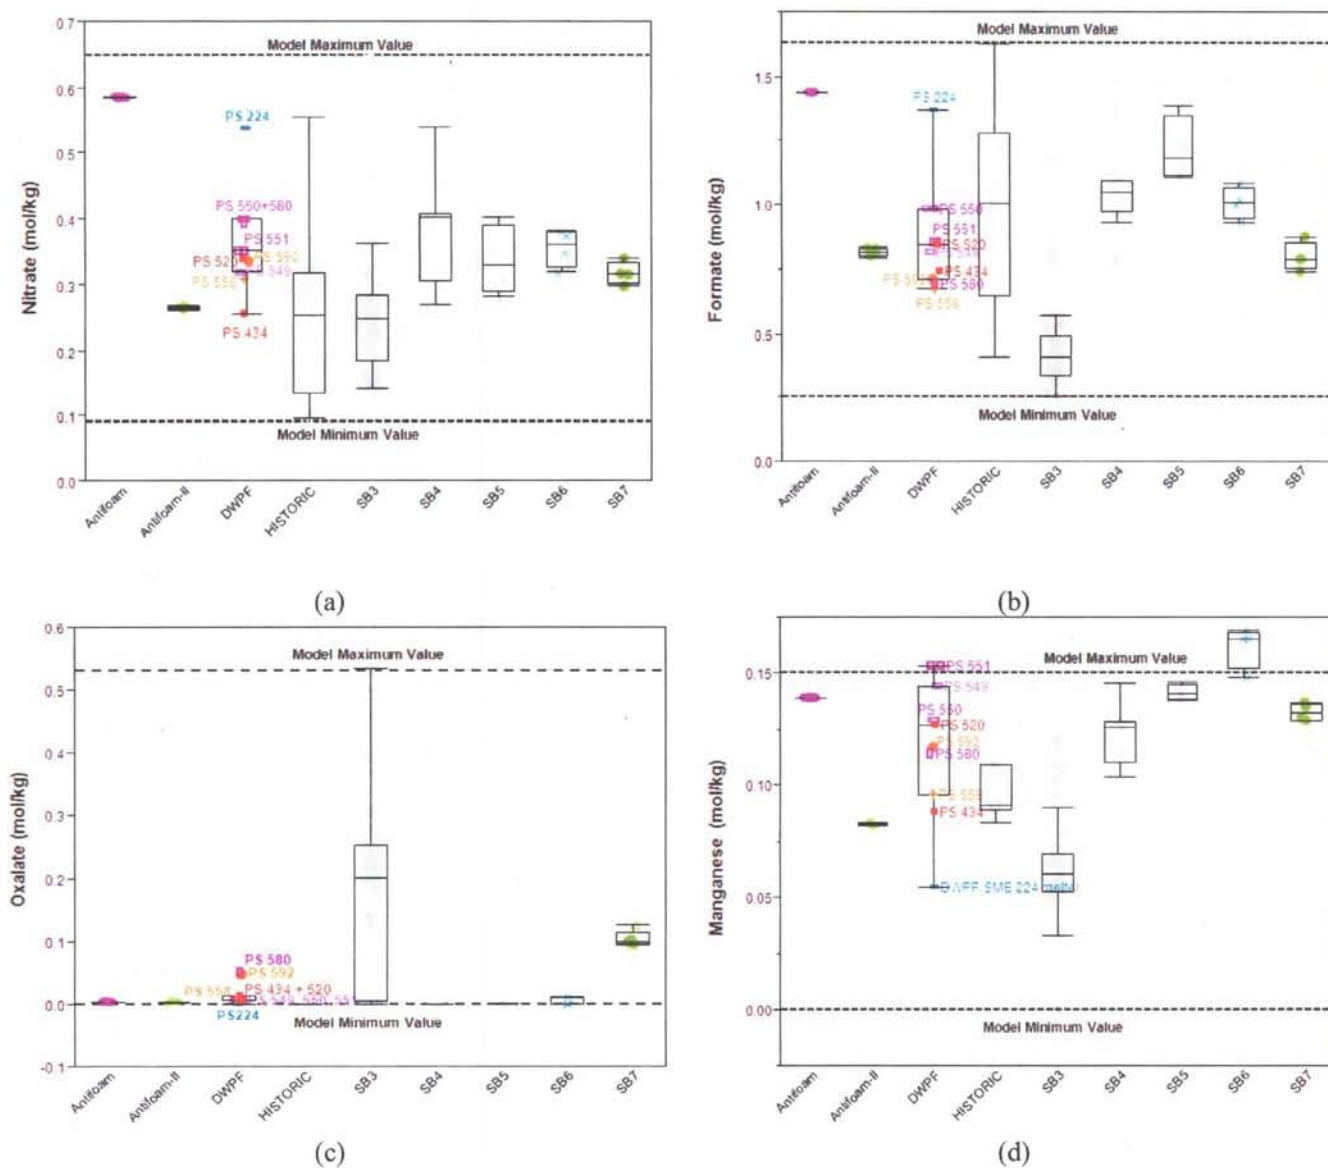 0.7
Model Maximum Value
0.6
PS 224
0.5
PS 550+580
0.4
PS 551
PS 520
PS 592
549
PS 558
0.3
PS 434
0.2
0.1
Model Minimum Value
0.0
Nitrate (mol/kg)
Antifoam
Antifoam-II
DWPF
HISTORIC
SB3
SB4
SB5
SB6
SB7
(a)
Model Maximum Value
1.5
PS 224
1.0
PS 550
PS 551
PS 520
PS 549
PS 434
PS 580
PS 558
0.5
Model Minimum Value
0.0
Formate (mol/kg)
Antifoam
Antifoam-II
DWPF
HISTORIC
SB3
SB4
SB5
SB6
SB7
(b)
0.6
Model Maximum Value
0.5
0.4
0.3
0.2
0.1
PS 580
PS 592
PS 558
PS 434 + 520
0.0
PS224
Model Minimum Value
-0.1
Oxalate (mol/kg)
Antifoam
Antifoam-II
DWPF
HISTORIC
SB3
SB4
SB5
SB6
SB7
(c)
Model Maximum Value
0.15
PS 551
PS 549
PS 550
PS 520
PS 592
PS 580
0.10
PS 558
PS 434
0.05
DWPF SME 224 melter
0.00
Model Minimum Value
Manganese (mol/kg)
Antifoam
Antifoam-II
DWPF
HISTORIC
SB3
SB4
SB5
SB6
SB7
(d)